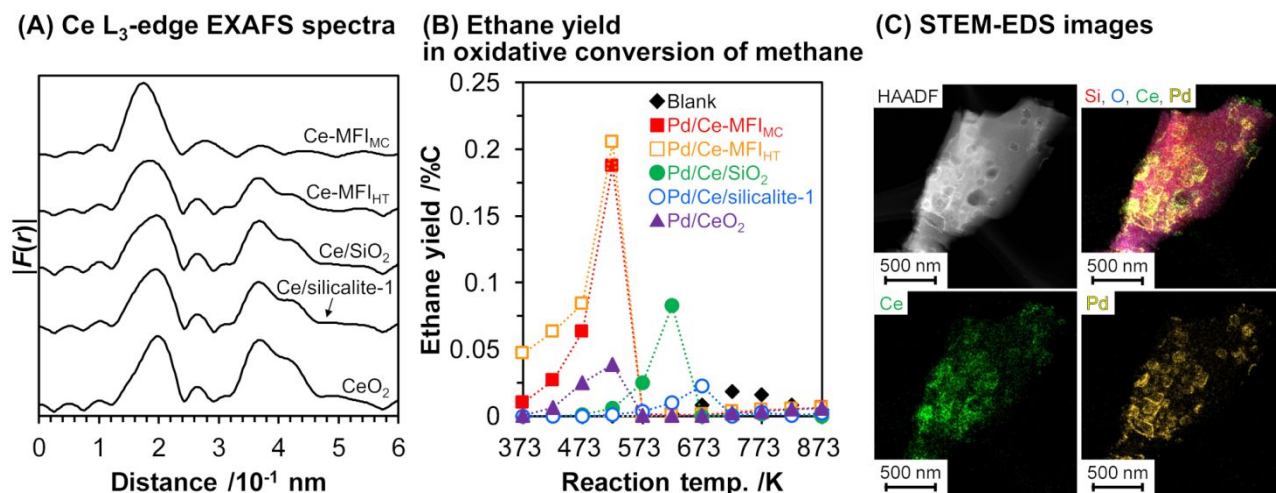 (A) Ce L₃-edge EXAFS spectra
|F(r)|
Ce-MFI_MC
Ce-MFI_HT
Ce/SiO₂
Ce/silicalite-1
CeO₂
0 1 2 3 4 5 6
Distance /10⁻¹ nm
(B) Ethane yield
in oxidative conversion of methane
Ethane yield /%C
0.25
0.2
0.15
0.1
0.05
0
Blank
Pd/Ce-MFI_MC
Pd/Ce-MFI_HT
Pd/Ce/SiO₂
Pd/Ce/silicalite-1
Pd/CeO₂
373 473 573 673 773 873
Reaction temp. /K
(C) STEM-EDS images
HAADF
500 nm
Si, O, Ce, Pd
500 nm
Ce
500 nm
Pd
500 nm